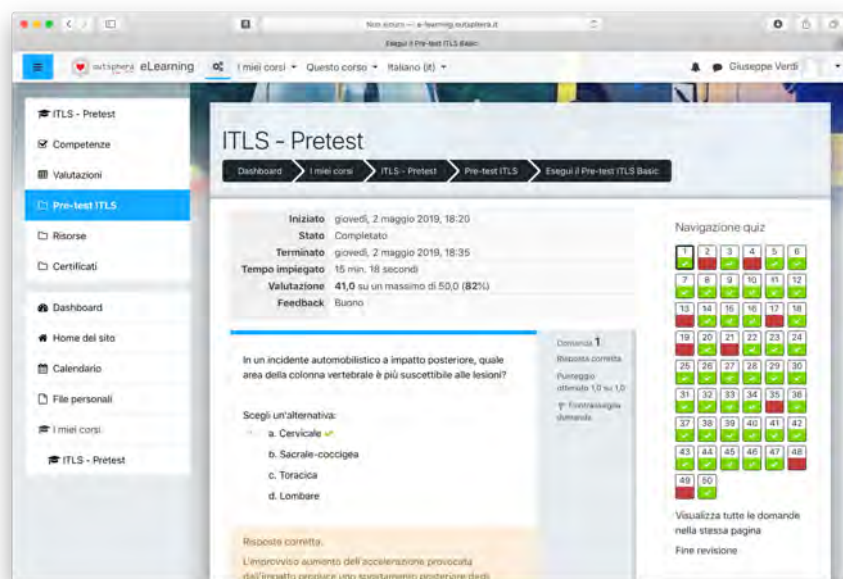 Non sicuro — e-learning.outsphera.it
Esegui il Pre-test ITLS Basic
outsphera eLearning
I miei corsi
Questo corso
Italiano (it)
Giuseppe Verdi
ITLS - Pretest
Competenze
Valutazioni
Pre-test ITLS
Risorse
Certificati
Dashboard
Home del sito
Calendario
File personali
I miei corsi
ITLS - Pretest
ITLS - Pretest
Dashboard
I miei corsi
ITLS - Pretest
Pre-test ITLS
Esegui il Pre-test ITLS Basic
Iniziato giovedì, 2 maggio 2019, 18:20
Stato Completato
Terminato giovedì, 2 maggio 2019, 18:35
Tempo impiegato 15 min. 18 secondi
Valutazione 41,0 su un massimo di 50,0 (82%)
Feedback Buono
In un incidente automobilistico a impatto posteriore, quale
area della colonna vertebrale è più suscettibile alle lesioni?
Scegli un'alternativa:
a. Cervicale
b. Sacrale-coccigea
c. Toracica
d. Lombare
Risposta corretta.
L'improvviso aumento dell'accelerazione provocata
dall'impatto produce uno spostamento posteriore degli
Domanda 1
Risposta corretta
Punteggio
ottenuto 1,0 su 1,0
Contrassegna
domanda
Navigazione quiz
1 2 3 4 5 6
7 8 9 10 11 12
13 14 15 16 17 18
19 20 21 22 23 24
25 26 27 28 29 30
31 32 33 34 35 36
37 38 39 40 41 42
43 44 45 46 47 48
49 50
Visualizza tutte le domande
nella stessa pagina
Fine revisione